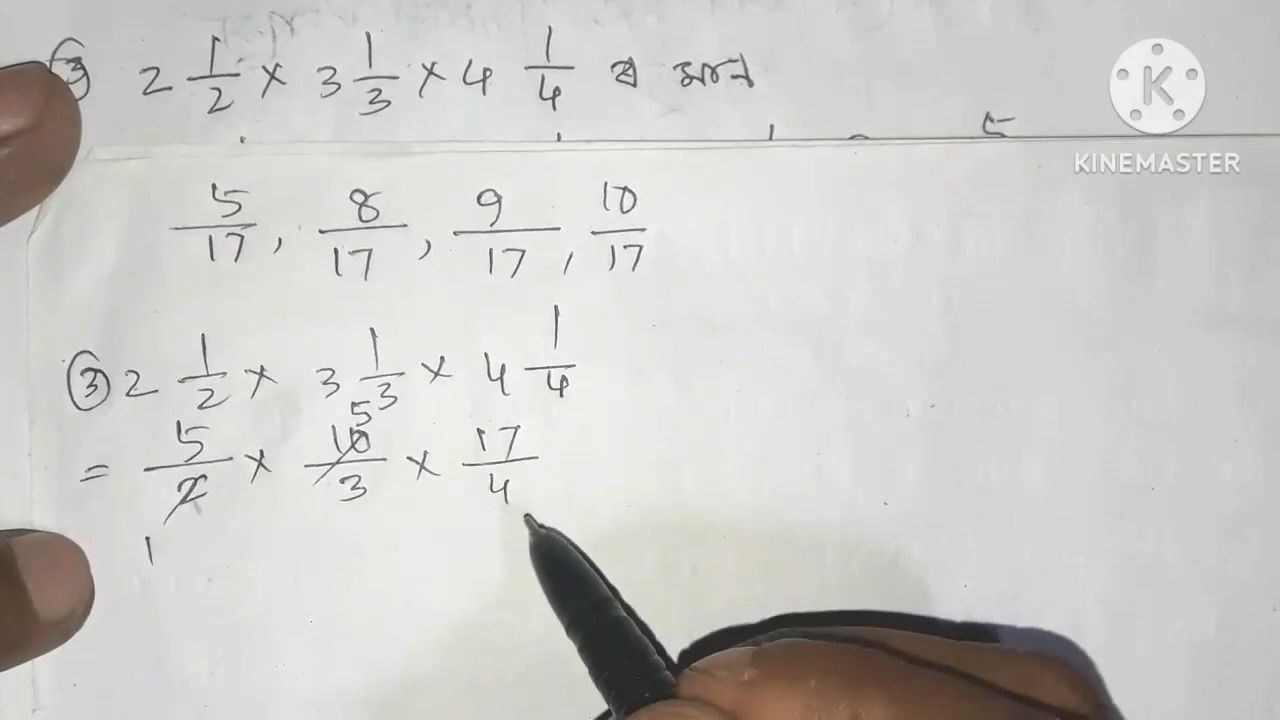 ③ 2 1/2 × 3 1/3 × 4 1/4 এর মান
5
K
KINEMASTER
5/17, 8/17, 9/17, 10/17
③ 2 1/2 × 3 1/3 × 4 1/4
5
= 5/2 × 10/3 × 17/4
1